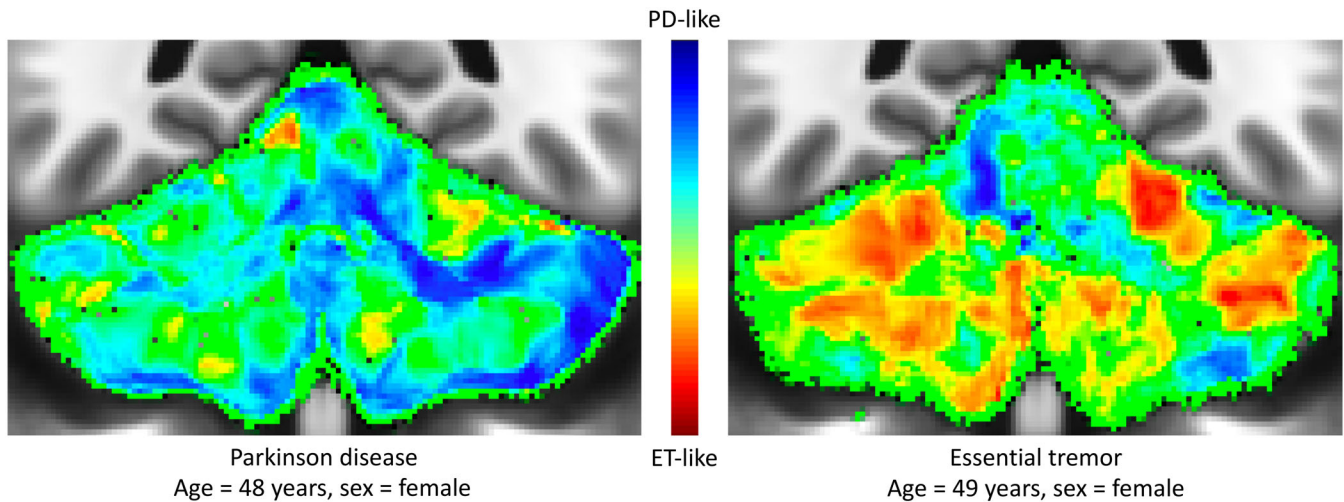 PD-like
ET-like
Parkinson disease
Age = 48 years, sex = female
Essential tremor
Age = 49 years, sex = female